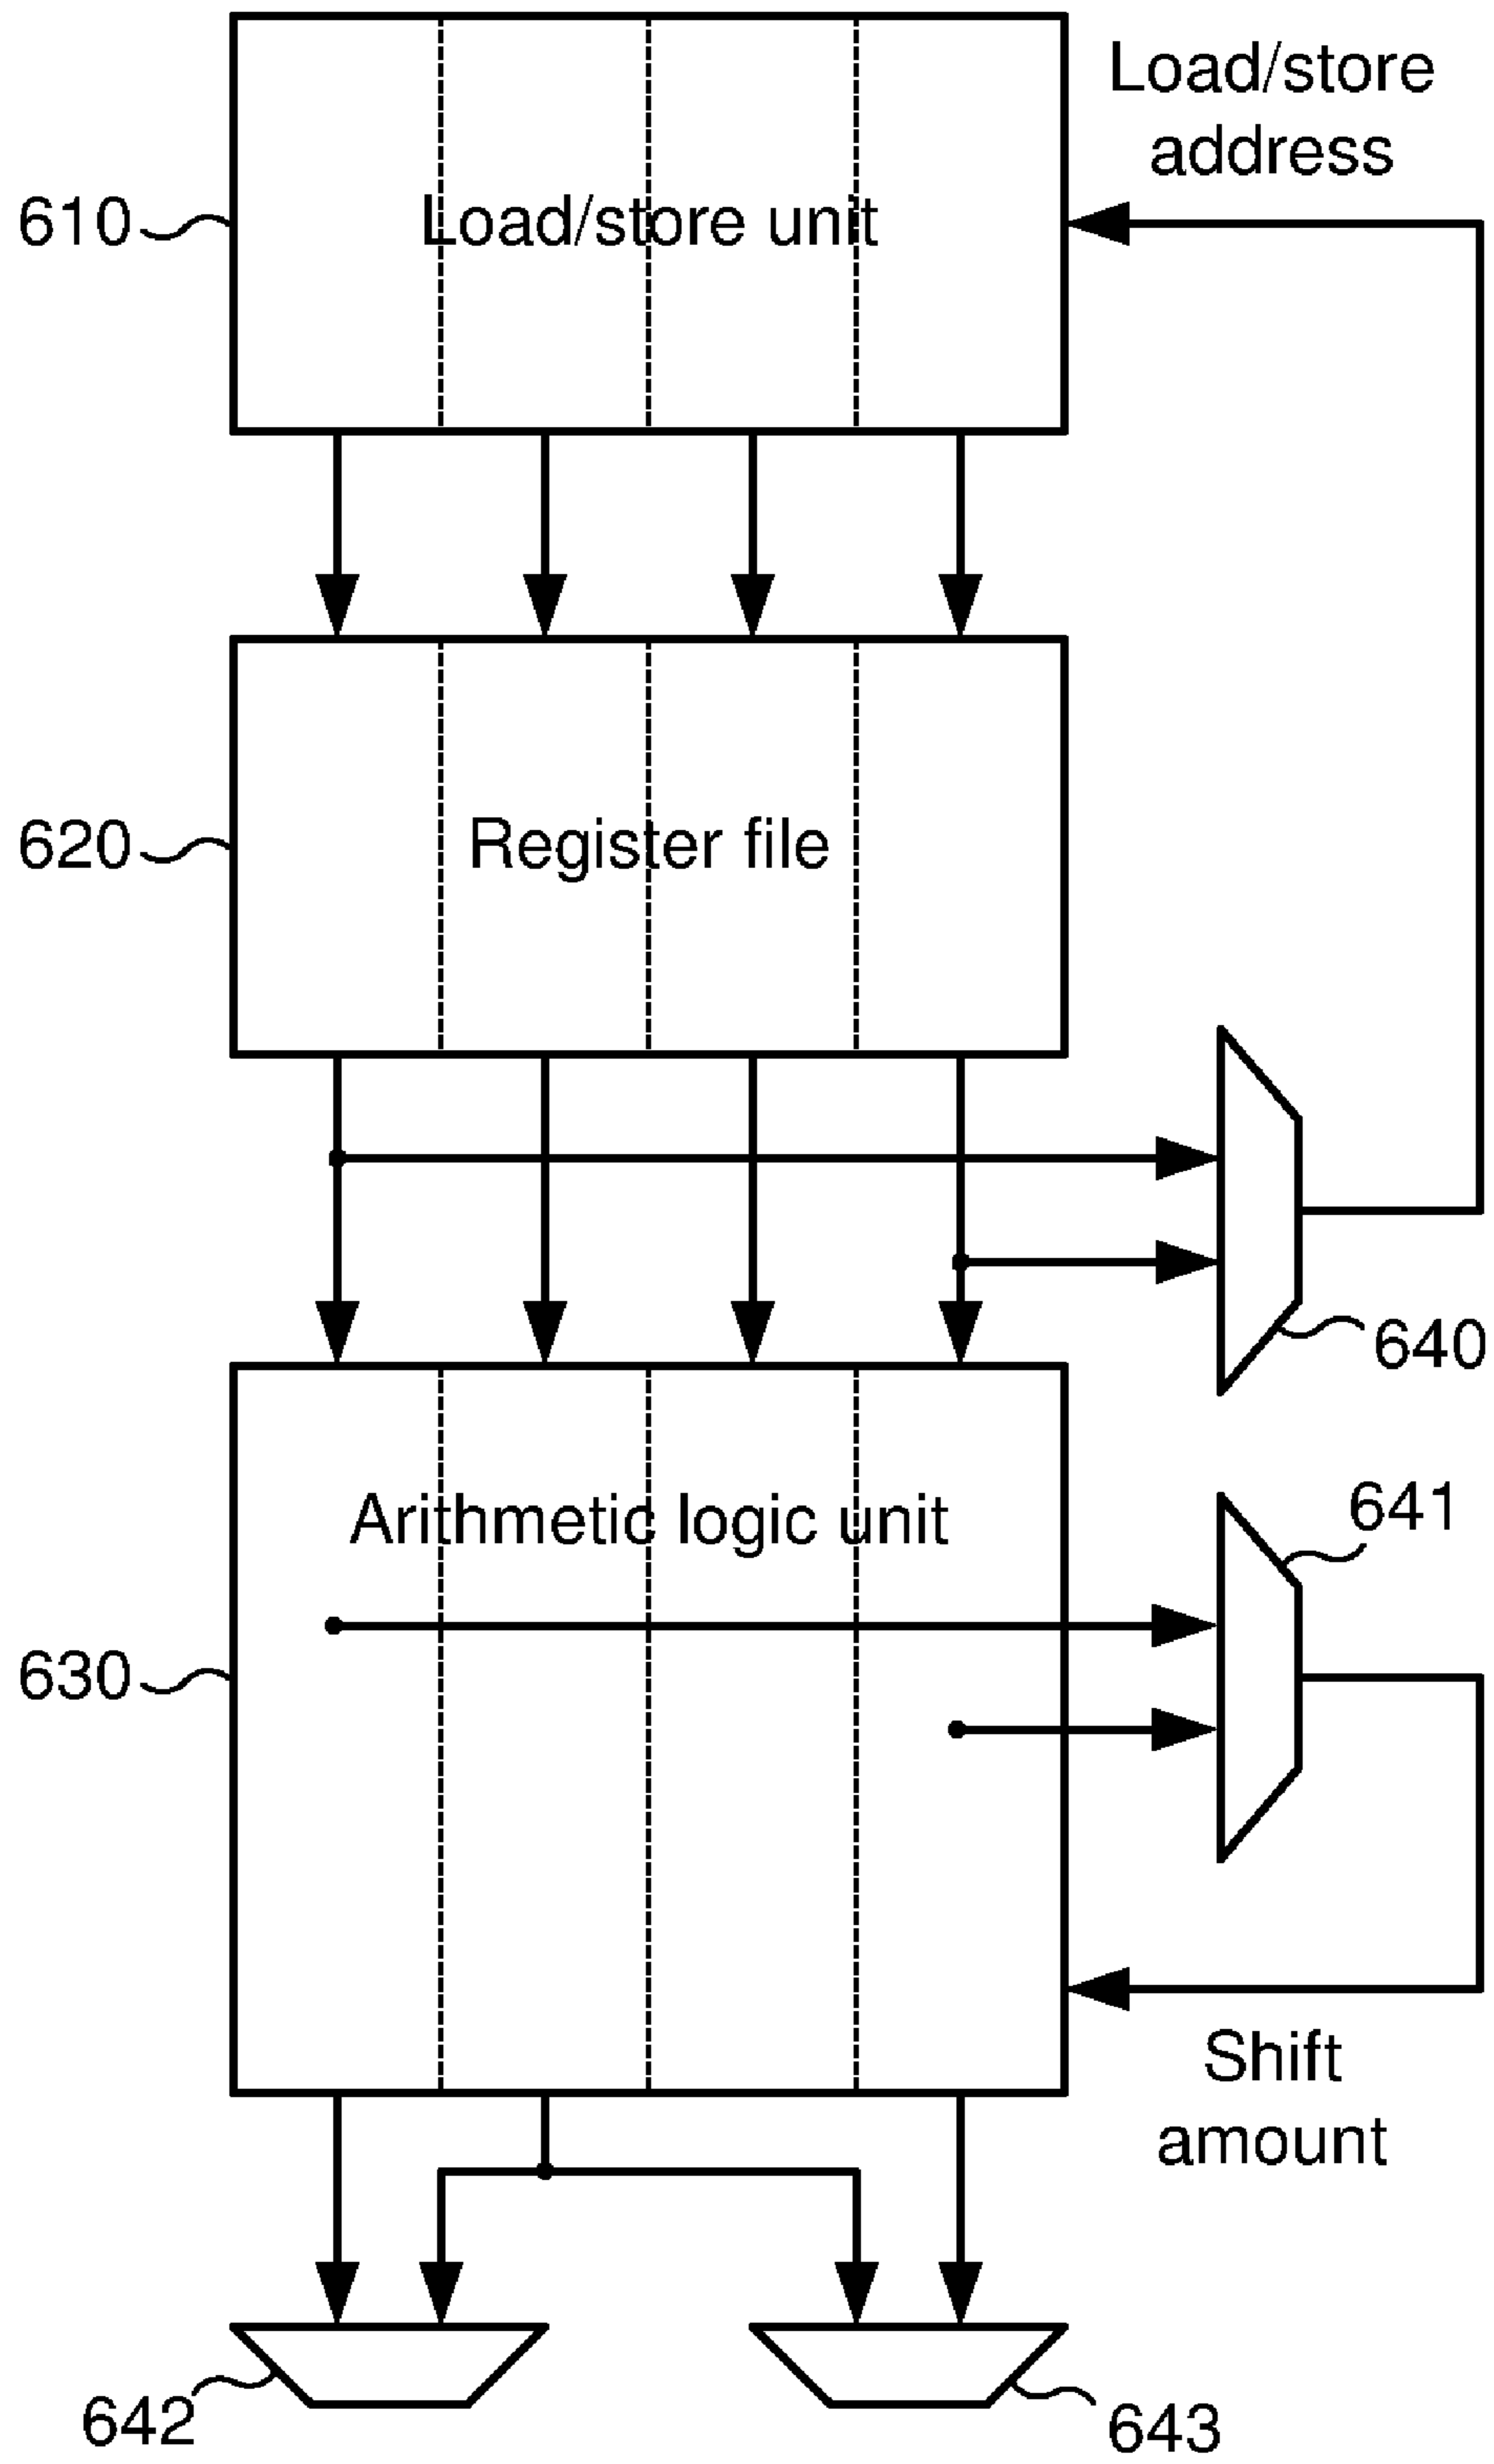 Load/store
address
610
Load/store unit
620
Register file
640
641
Arithmetic logic unit
630
Shift
amount
642
643